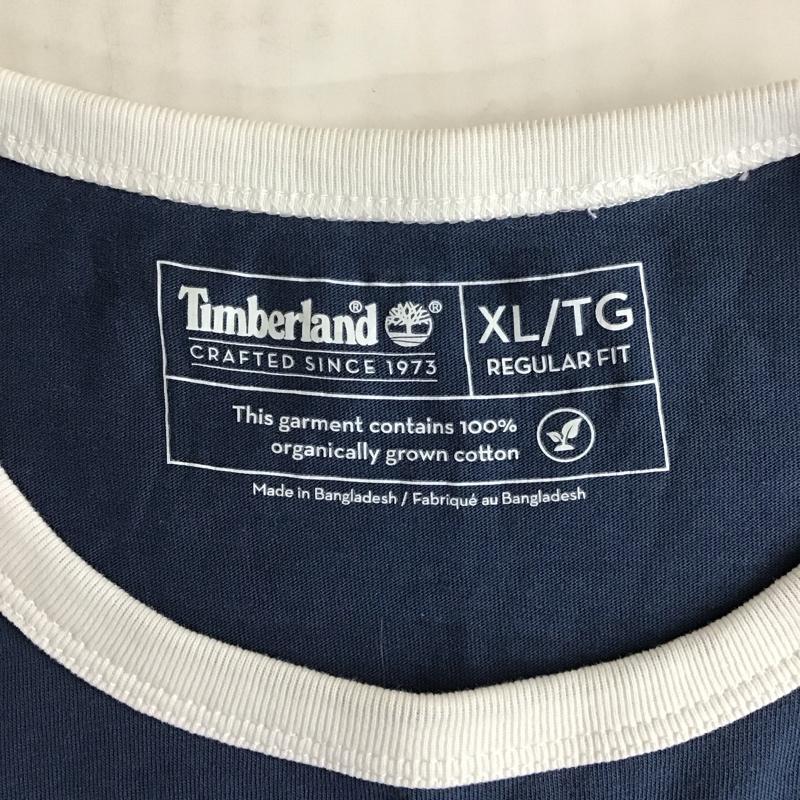 Timberland® ®
CRAFTED SINCE 1973
XL/TG
REGULAR FIT
This garment contains 100%
organically grown cotton
Made in Bangladesh / Fabriqué au Bangladesh